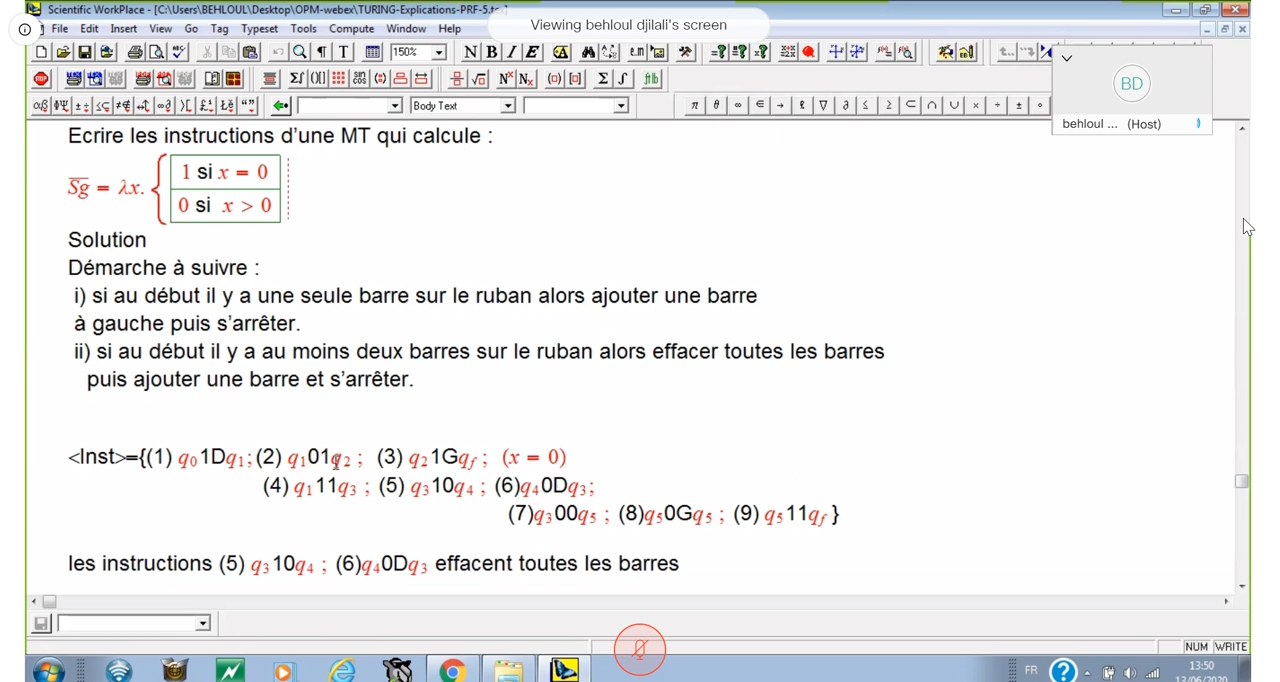 Scientific WorkPlace - [C:\Users\BEHLOUL\Desktop\OPM-webex\TURING-Explications-PRF-5.te
Viewing behloul djilali's screen
File Edit Insert View Go Tag Typeset Tools Compute Window Help
150%
Body Text
BD
behloul ... (Host)
Ecrire les instructions d'une MT qui calcule :
S̅g̅ = λx. { 1 si x = 0
0 si x > 0
Solution
Démarche à suivre :
i) si au début il y a une seule barre sur le ruban alors ajouter une barre
à gauche puis s'arrêter.
ii) si au début il y a au moins deux barres sur le ruban alors effacer toutes les barres
puis ajouter une barre et s'arrêter.
<Inst>={(1) q₀1Dq₁; (2) q₁01q₂ ; (3) q₂1Gq_f ; (x = 0)
(4) q₁11q₃ ; (5) q₃10q₄ ; (6)q₄0Dq₃;
(7)q₃00q₅ ; (8)q₅0Gq₅ ; (9) q₅11q_f }
les instructions (5) q₃10q₄ ; (6)q₄0Dq₃ effacent toutes les barres
NUM WRITE
FR
13:50
13/06/2020